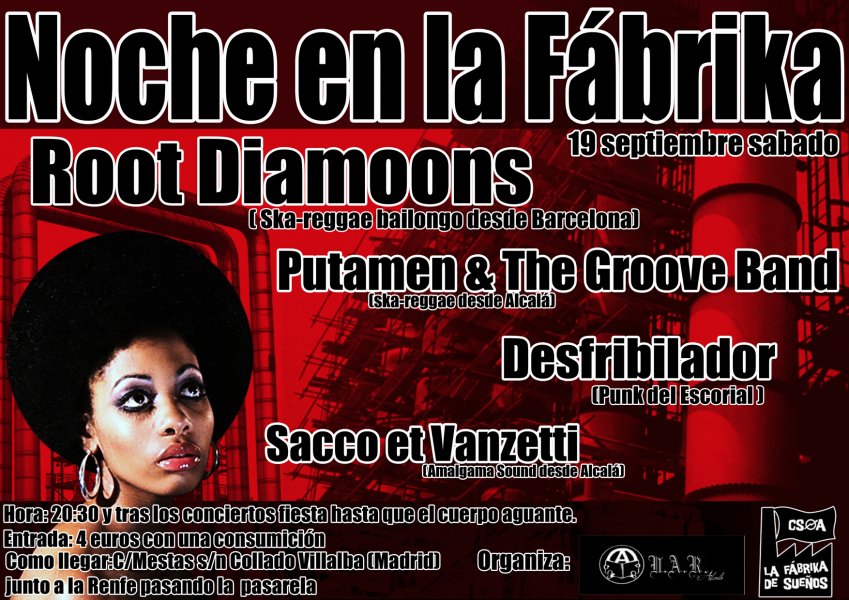 Noche en la Fábrika
19 septiembre sabado
Root Diamoons
( Ska-reggae bailongo desde Barcelona)
Putamen & The Groove Band
(ska-reggae desde Alcalá)
Desfribilador
(Punk del Escorial )
Sacco et Vanzetti
(Amalgama Sound desde Alcalá)
Hora: 20:30 y tras los conciertos fiesta hasta que el cuerpo aguante.
Entrada: 4 euros con una consumición
Como llegar:C/Mestas s/n Collado Villalba (Madrid)
junto a la Renfe pasando la pasarela
Organiza:
U.A.R.
CSOA
LA FÁBRIKA
DE SUEÑOS